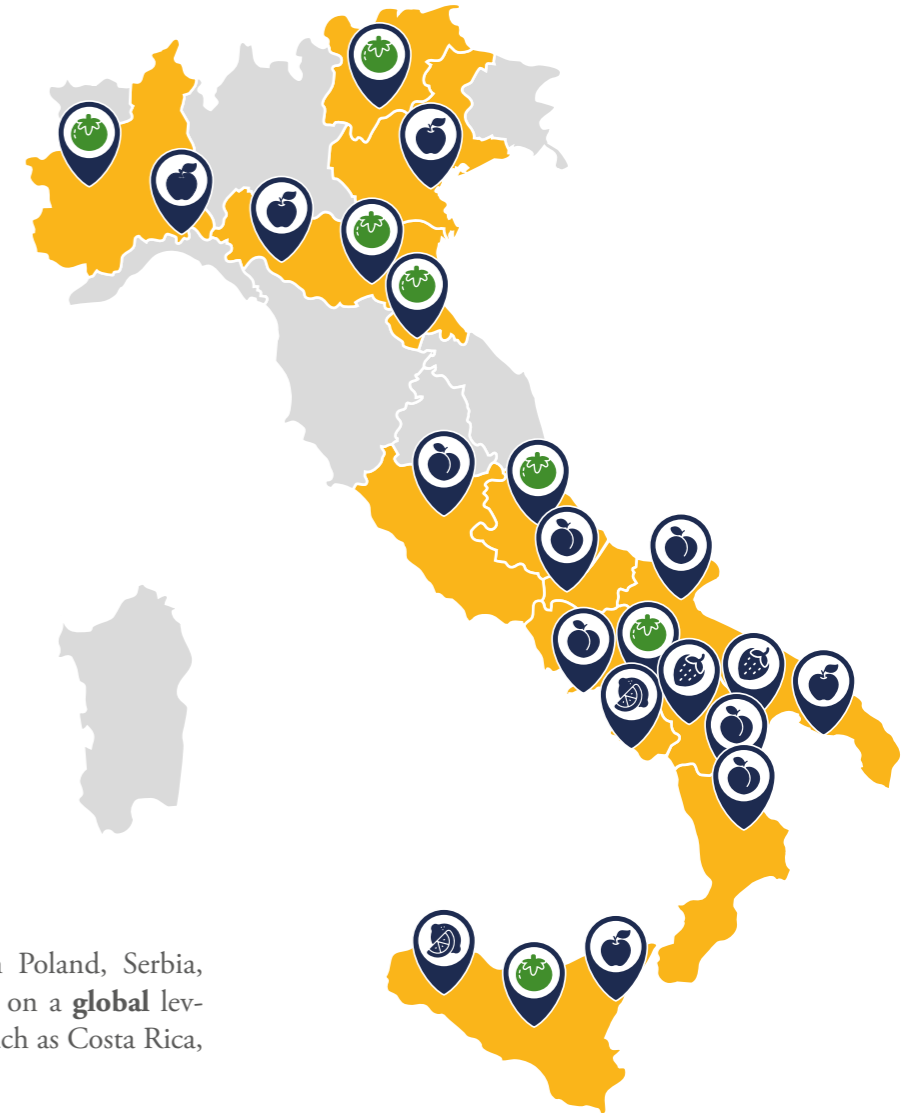 Poland, Serbia,
on a global lev-
ch as Costa Rica,